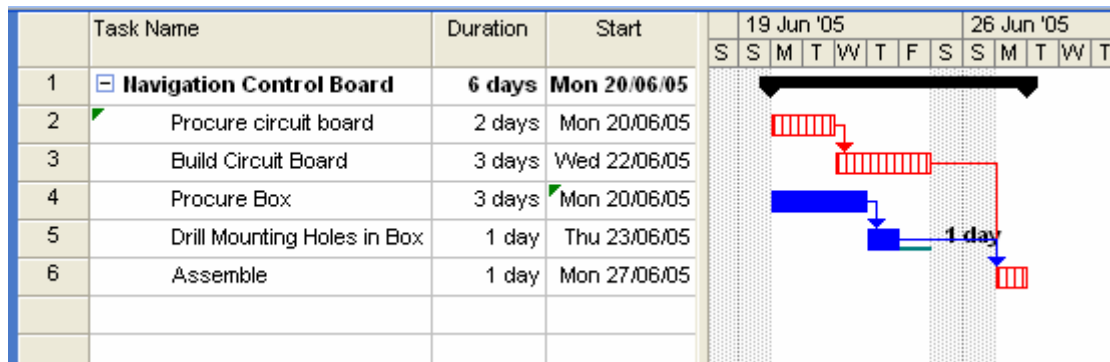 Task Name Duration Start 19 Jun '05 26 Jun '05
S S M T W T F S S M T W T
1 Navigation Control Board 6 days Mon 20/06/05
2 Procure circuit board 2 days Mon 20/06/05
3 Build Circuit Board 3 days Wed 22/06/05
4 Procure Box 3 days Mon 20/06/05
5 Drill Mounting Holes in Box 1 day Thu 23/06/05 1 day
6 Assemble 1 day Mon 27/06/05